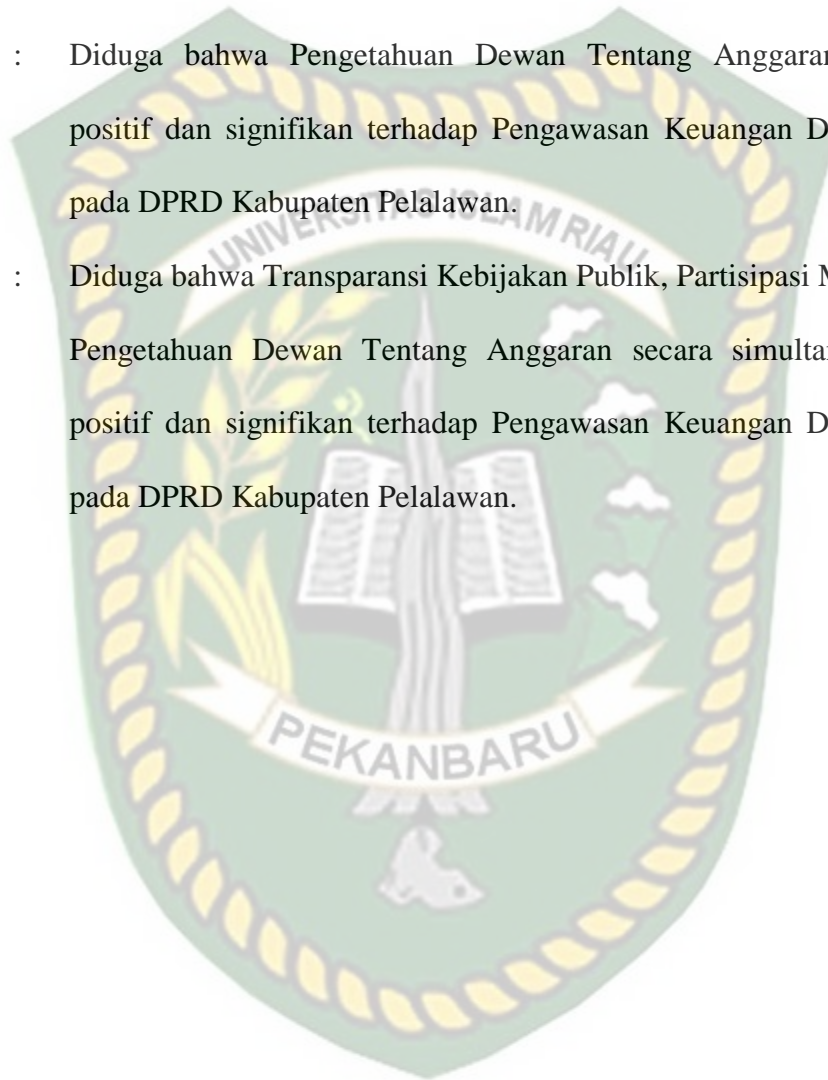 : Diduga bahwa Pengetahuan Dewan Tentang Anggaran
positif dan signifikan terhadap Pengawasan Keuangan D
pada DPRD Kabupaten Pelalawan.
: Diduga bahwa Transparansi Kebijakan Publik, Partisipasi M
Pengetahuan Dewan Tentang Anggaran secara simultan
positif dan signifikan terhadap Pengawasan Keuangan D
pada DPRD Kabupaten Pelalawan.
UNIVERSITAS ISLAM RIAU
PEKANBARU